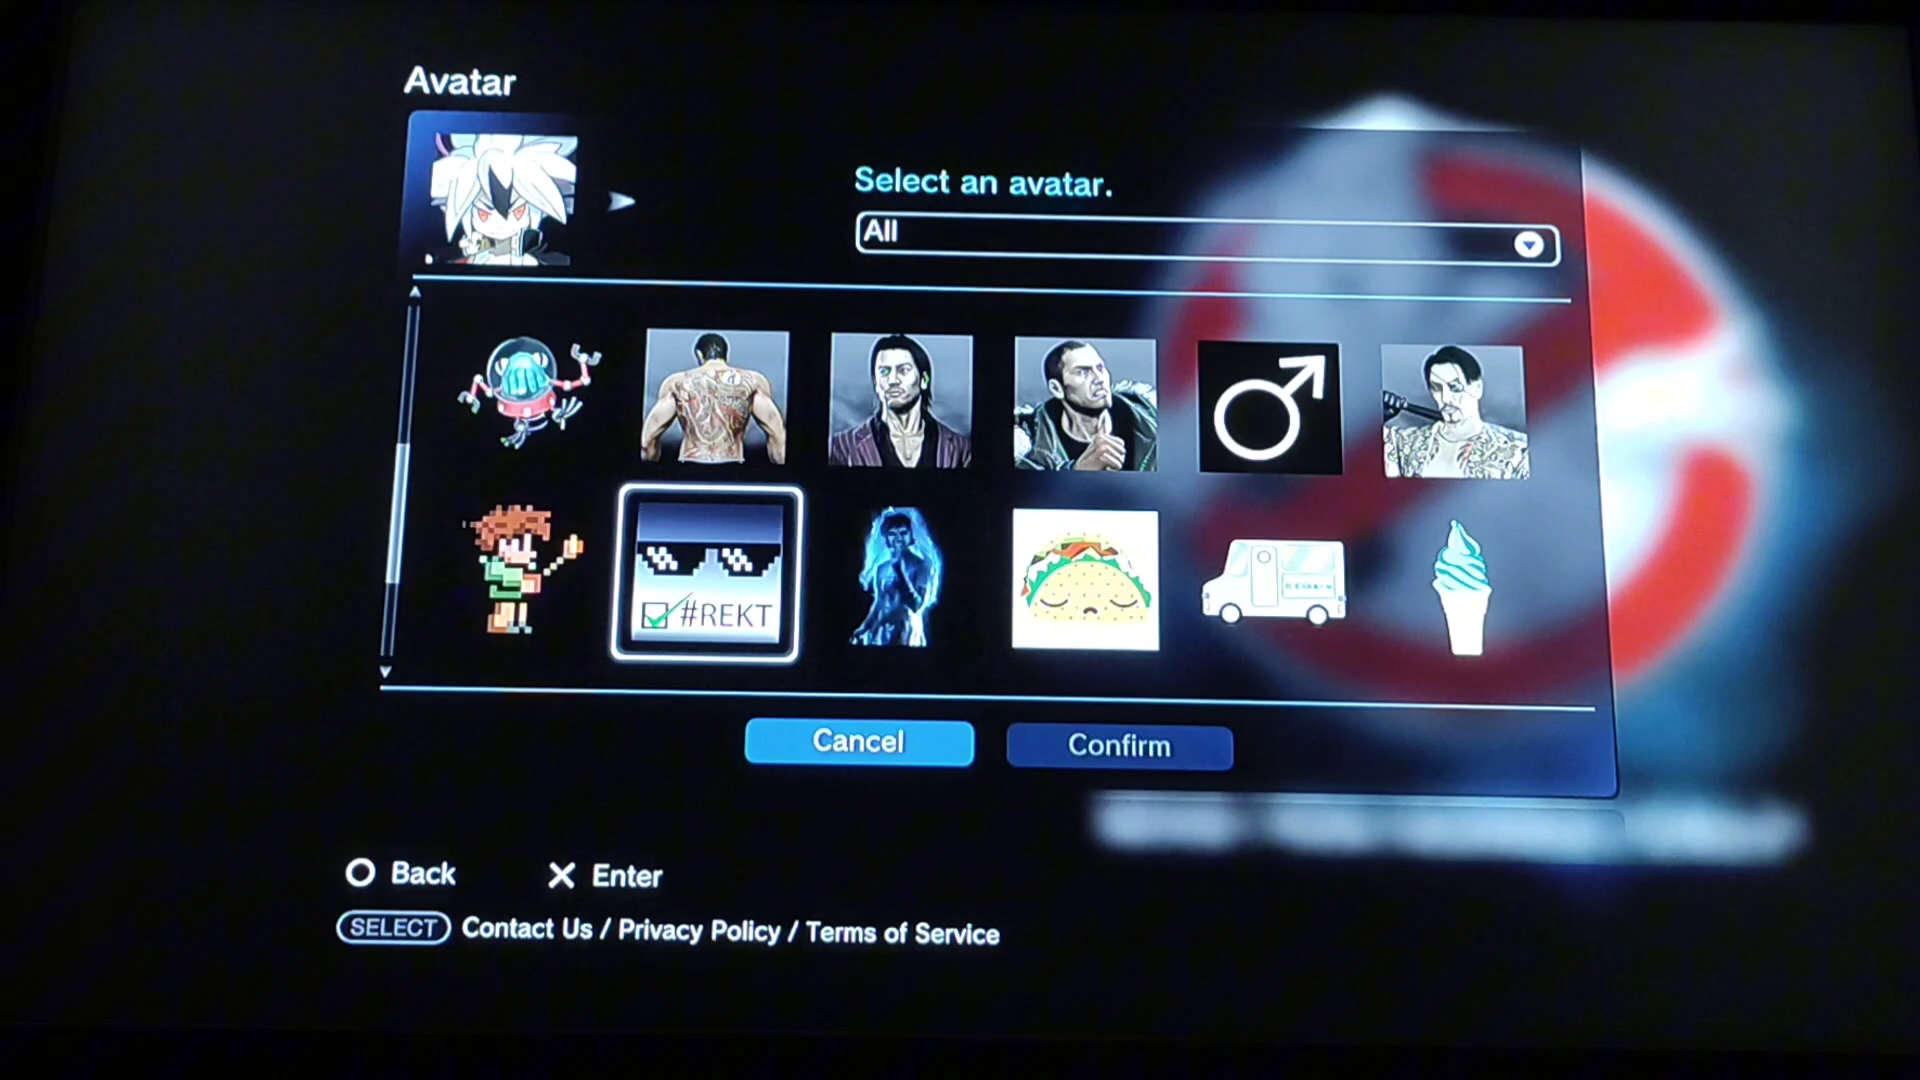 Avatar
Select an avatar.
All
#REKT
Cancel
Confirm
Back
Enter
SELECT Contact Us / Privacy Policy / Terms of Service